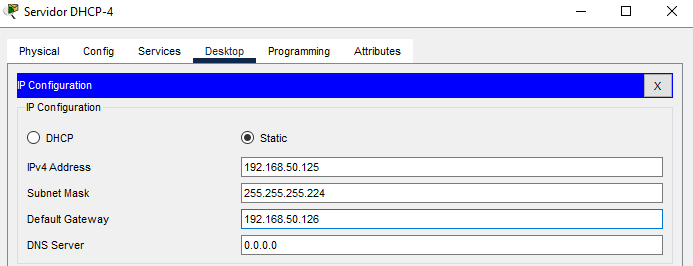 Servidor DHCP-4
Physical Config Services Desktop Programming Attributes
IP Configuration X
IP Configuration
DHCP Static
IPv4 Address 192.168.50.125
Subnet Mask 255.255.255.224
Default Gateway 192.168.50.126
DNS Server 0.0.0.0